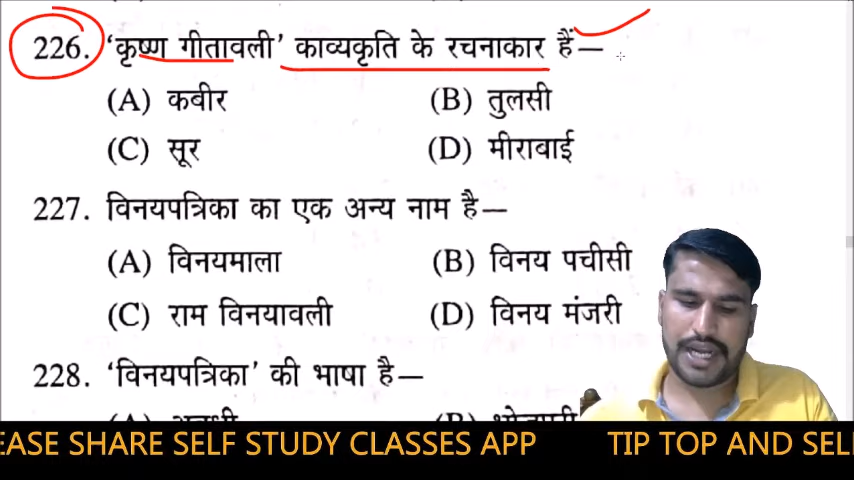 226. 'कृष्ण गीतावली' काव्यकृति के रचनाकार हैं—
(A) कबीर (B) तुलसी
(C) सूर (D) मीराबाई
227. विनयपत्रिका का एक अन्य नाम है—
(A) विनयमाला (B) विनय पचीसी
(C) राम विनयावली (D) विनय मंजरी
228. 'विनयपत्रिका' की भाषा है—
(A) (B)
EASE SHARE SELF STUDY CLASSES APP TIP TOP AND SEL